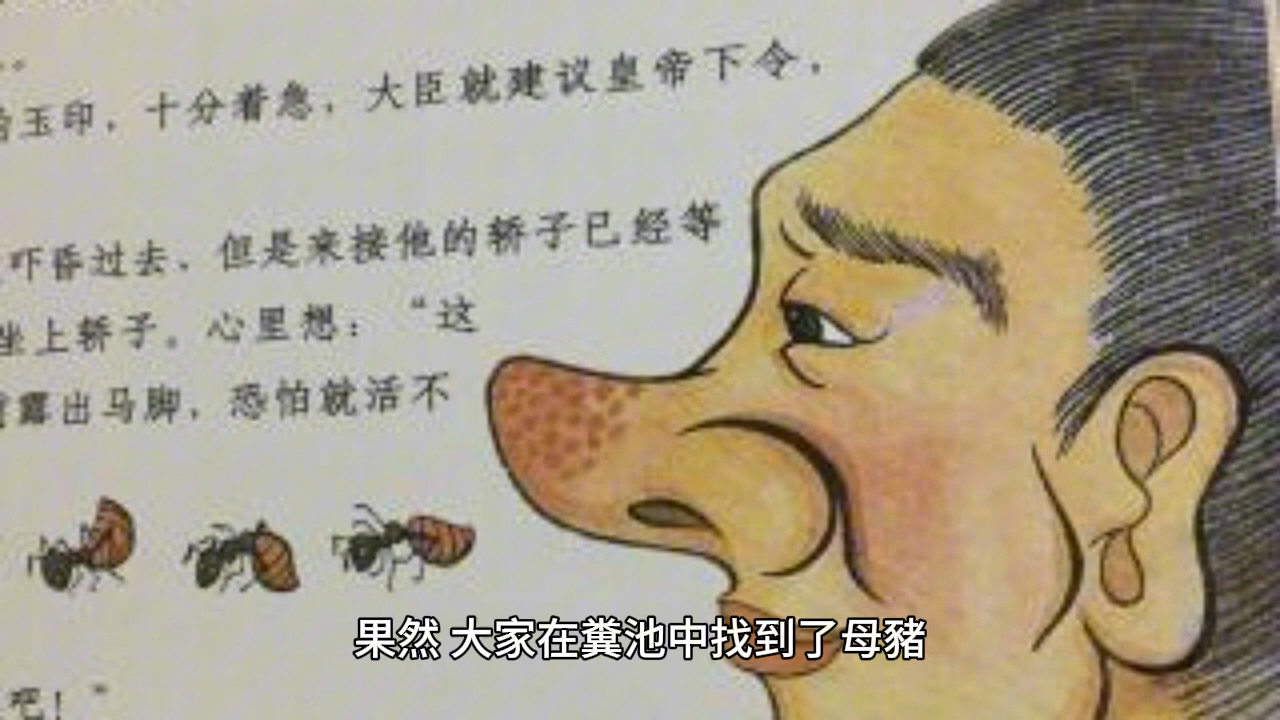 玉印，十分着急，大臣就建议皇帝下令，
吓昏过去。但是来接他的轿子已经等
坐上轿子。心里想：“这
露出马脚，恐怕就活不
吧！”
果然 大家在糞池中找到了母豬